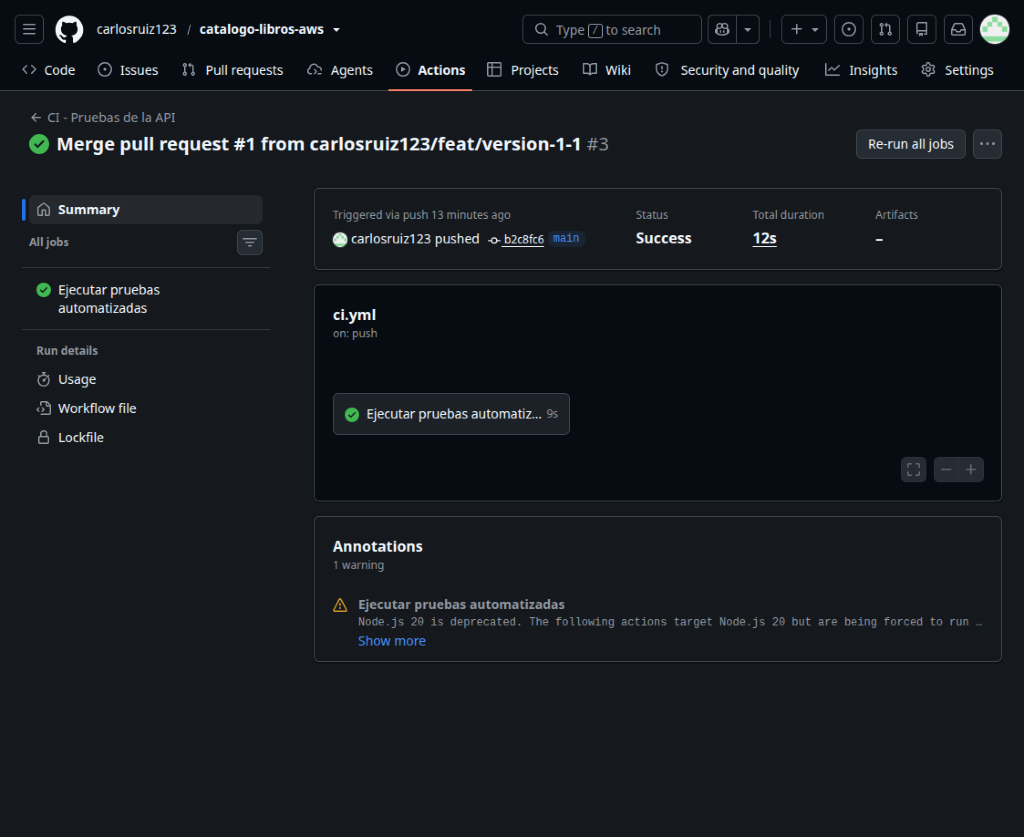 carlosruiz123 / catalogo-libros-aws
Type / to search
Code Issues Pull requests Agents Actions Projects Wiki Security and quality Insights Settings
CI - Pruebas de la API
Merge pull request #1 from carlosruiz123/feat/version-1-1 #3
Re-run all jobs
Summary
All jobs
Ejecutar pruebas
automatizadas
Run details
Usage
Workflow file
Lockfile
Triggered via push 13 minutes ago
carlosruiz123 pushed b2c8fc6 main
Status
Success
Total duration
12s
Artifacts
–
ci.yml
on: push
Ejecutar pruebas automatiz... 9s
Annotations
1 warning
Ejecutar pruebas automatizadas
Node.js 20 is deprecated. The following actions target Node.js 20 but are being forced to run …
Show more